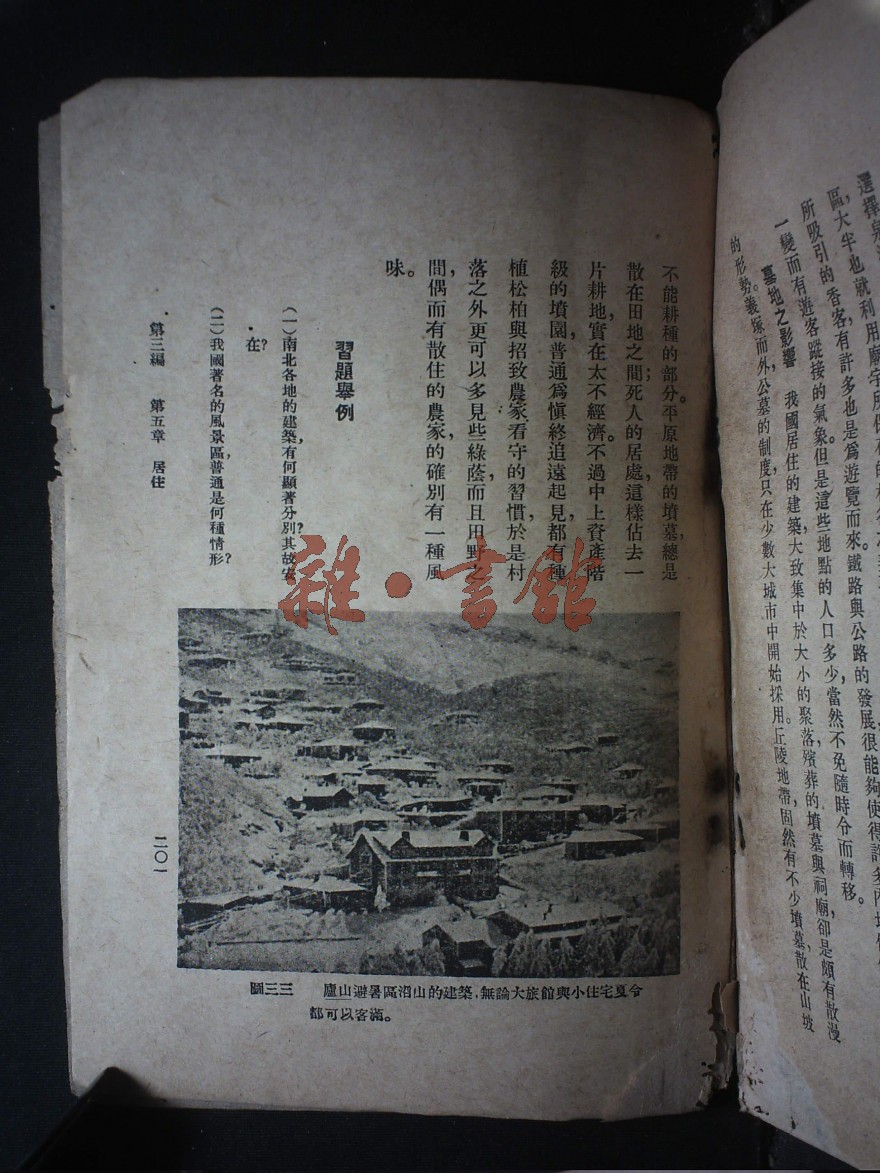 所吸引的香客，有許多也是爲遊覽而來。鐵路與公路的發展，很能夠使得許多內地
區，大半也就利用廟宇所
一變而有遊客蹤接的氣象。但是這些地點的人口多少，當然不免隨時令而轉移。
墓地之影響　我國居住的建築，大致集中於大小的聚落，殯葬的墳墓與祠廟，卻是頗有散漫
的形勢。義塚而外，公墓的制度，只在少數大城市中開始採用。丘陵地帶，固然有不少墳墓，散在山坡
不能耕種的部分。平原地帶的墳墓，總是
散在田地之間；死人的居處，這樣佔去一
片耕地，實在太不經濟。不過中上資產階
級的墳園，普通爲慎終追遠起見，都有種
植松柏與招致農家看守的習慣，於是村
落之外，更可以多見些綠蔭，而且田野之
間，偶而有散住的農家，的確別有一種風
味。
習題舉例
（一）南北各地的建築，有何顯著分別？其故安
在？
（二）我國著名的風景區，普通是何種情形？
第三編　第五章　居住
二〇一
雜·書館
圖三三　廬山避暑區沿山的建築，無論大旅館與小住宅夏令
都可以客滿。